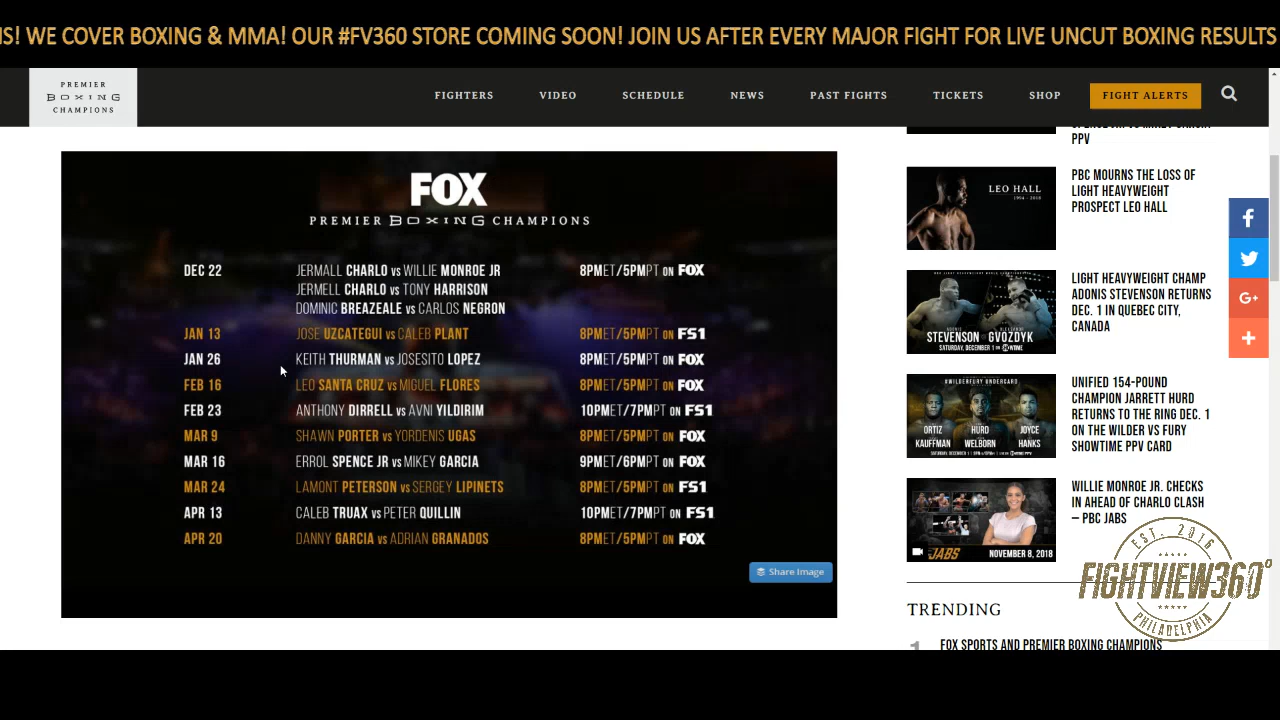 S! WE COVER BOXING & MMA! OUR #FV360 STORE COMING SOON! JOIN US AFTER EVERY MAJOR FIGHT FOR LIVE UNCUT BOXING RESULTS
PREMIER
BOXING
CHAMPIONS
FIGHTERS VIDEO SCHEDULE NEWS PAST FIGHTS TICKETS SHOP FIGHT ALERTS
FOX
PREMIER BOXING CHAMPIONS
DEC 22 JERMALL CHARLO vs WILLIE MONROE JR 8PMET/5PMPT ON FOX
JERMELL CHARLO vs TONY HARRISON
DOMINIC BREAZEALE vs CARLOS NEGRON
JAN 13 JOSE UZCATEGUI vs CALEB PLANT 8PMET/5PMPT ON FS1
JAN 26 KEITH THURMAN vs JOSESITO LOPEZ 8PMET/5PMPT ON FOX
FEB 16 LEO SANTA CRUZ vs MIGUEL FLORES 8PMET/5PMPT ON FOX
FEB 23 ANTHONY DIRRELL vs AVNI YILDIRIM 10PMET/7PMPT ON FS1
MAR 9 SHAWN PORTER vs YORDENIS UGAS 8PMET/5PMPT ON FOX
MAR 16 ERROL SPENCE JR vs MIKEY GARCIA 9PMET/6PMPT ON FOX
MAR 24 LAMONT PETERSON vs SERGEY LIPINETS 8PMET/5PMPT ON FS1
APR 13 CALEB TRUAX vs PETER QUILLIN 10PMET/7PMPT ON FS1
APR 20 DANNY GARCIA vs ADRIAN GRANADOS 8PMET/5PMPT ON FOX
Share Image
PPV
LEO HALL
1994 - 2018
PBC MOURNS THE LOSS OF
LIGHT HEAVYWEIGHT
PROSPECT LEO HALL
STEVENSON GVOZDYK
SATURDAY, DECEMBER 1 ON SHOWTIME
LIGHT HEAVYWEIGHT CHAMP
ADONIS STEVENSON RETURNS
DEC. 1 IN QUEBEC CITY,
CANADA
#WILDERFURY UNDERCARD
ORTIZ HURD JOYCE
KAUFFMAN WELBORN HANKS
UNIFIED 154-POUND
CHAMPION JARRETT HURD
RETURNS TO THE RING DEC. 1
ON THE WILDER VS FURY
SHOWTIME PPV CARD
JABS NOVEMBER 8, 2018
WILLIE MONROE JR. CHECKS
IN AHEAD OF CHARLO CLASH
– PBC JABS
EST. 2016
FIGHTVIEW360°
PHILADELPHIA
TRENDING
1 FOX SPORTS AND PREMIER BOXING CHAMPIONS